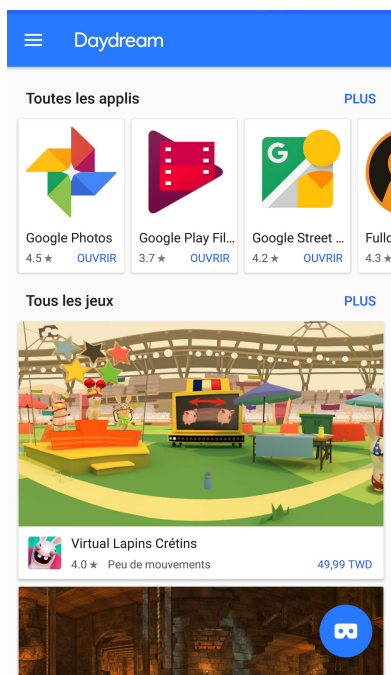 Daydream
Toutes les applis PLUS
Google Photos Google Play Fil... Google Street ...
4.5 ★ OUVRIR 3.7 ★ OUVRIR 4.2 ★ OUVRIR 4.3 ★
Tous les jeux PLUS
Virtual Lapins Crétins
4.0 ★ Peu de mouvements 49,99 TWD